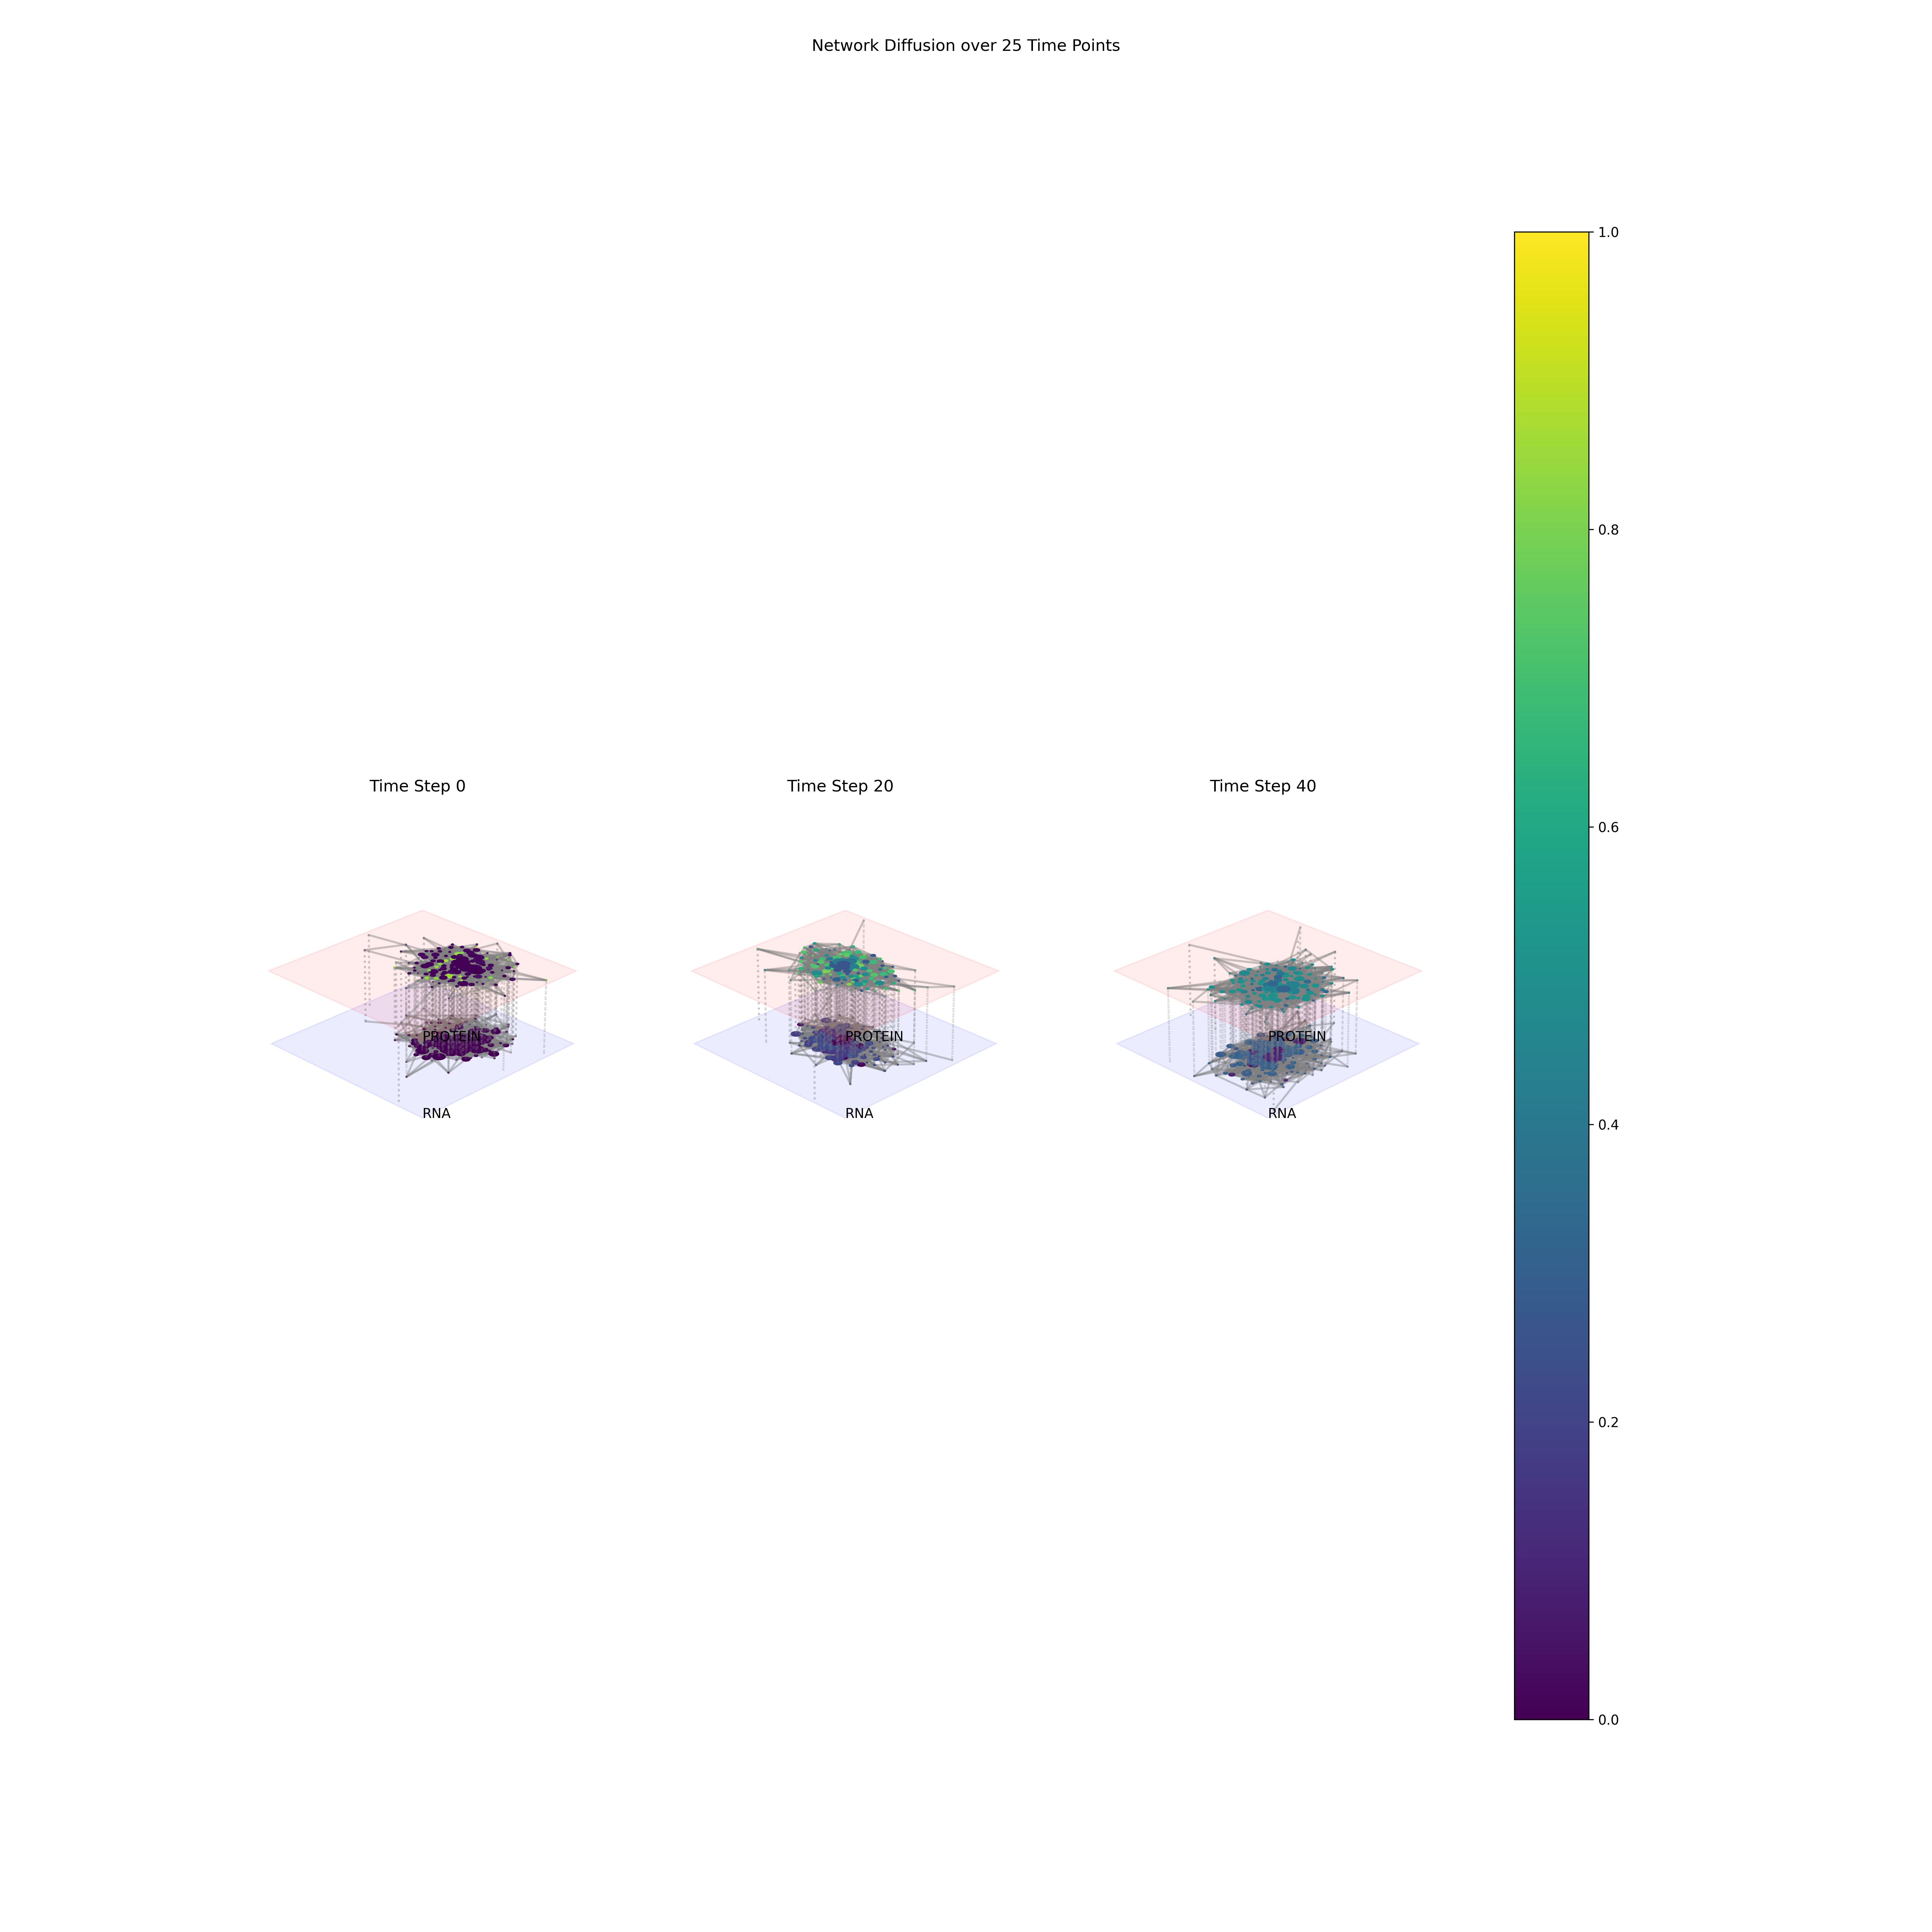 Network Diffusion over 25 Time Points
Time Step 0
Time Step 20
Time Step 40
PROTEIN
RNA
PROTEIN
RNA
PROTEIN
RNA
1.0
0.8
0.6
0.4
0.2
0.0